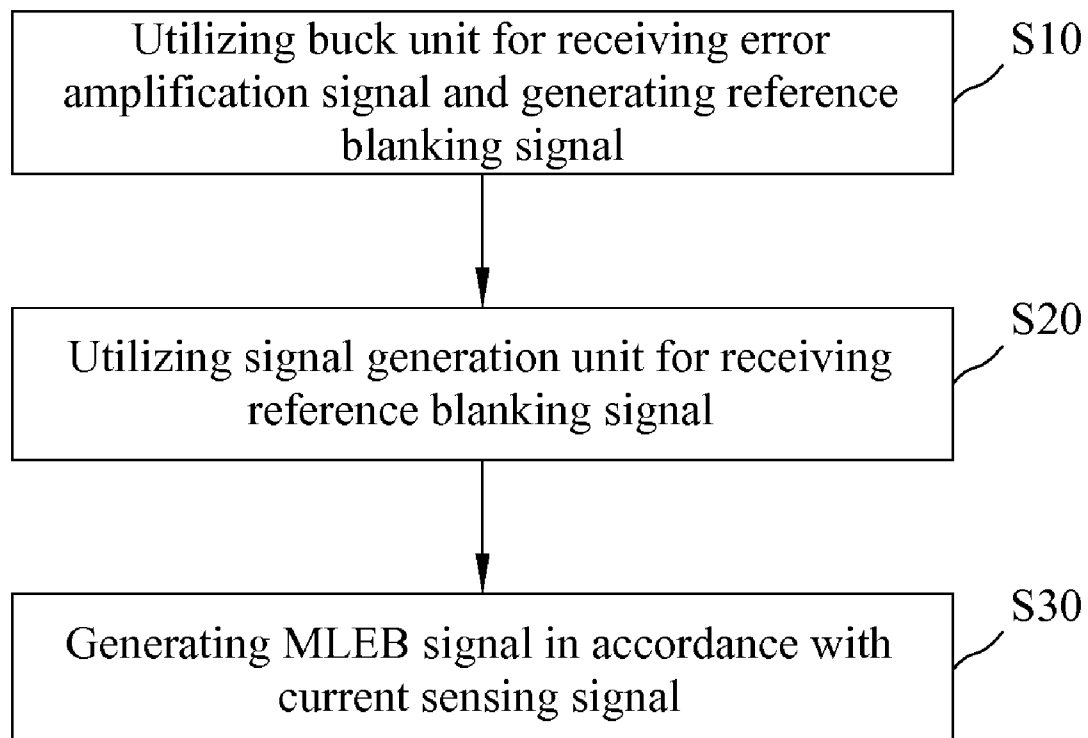 Utilizing buck unit for receiving error
amplification signal and generating reference
blanking signal
S10
Utilizing signal generation unit for receiving
reference blanking signal
S20
Generating MLEB signal in accordance with
current sensing signal
S30